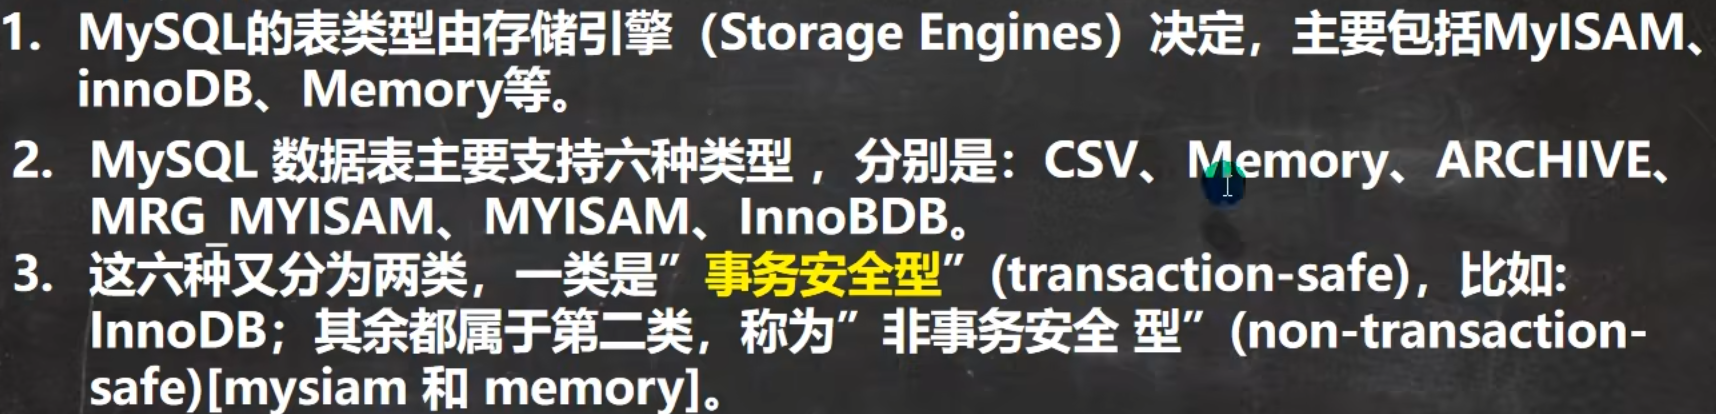 1. MySQL的表类型由存储引擎（Storage Engines）决定，主要包括MyISAM、
innoDB、Memory等。
2. MySQL 数据表主要支持六种类型 ，分别是：CSV、Memory、ARCHIVE、
MRG_MYISAM、MYISAM、InnoBDB。
3. 这六种又分为两类，一类是”事务安全型”(transaction-safe)，比如:
InnoDB；其余都属于第二类，称为”非事务安全 型”(non-transaction-
safe)[mysiam 和 memory]。